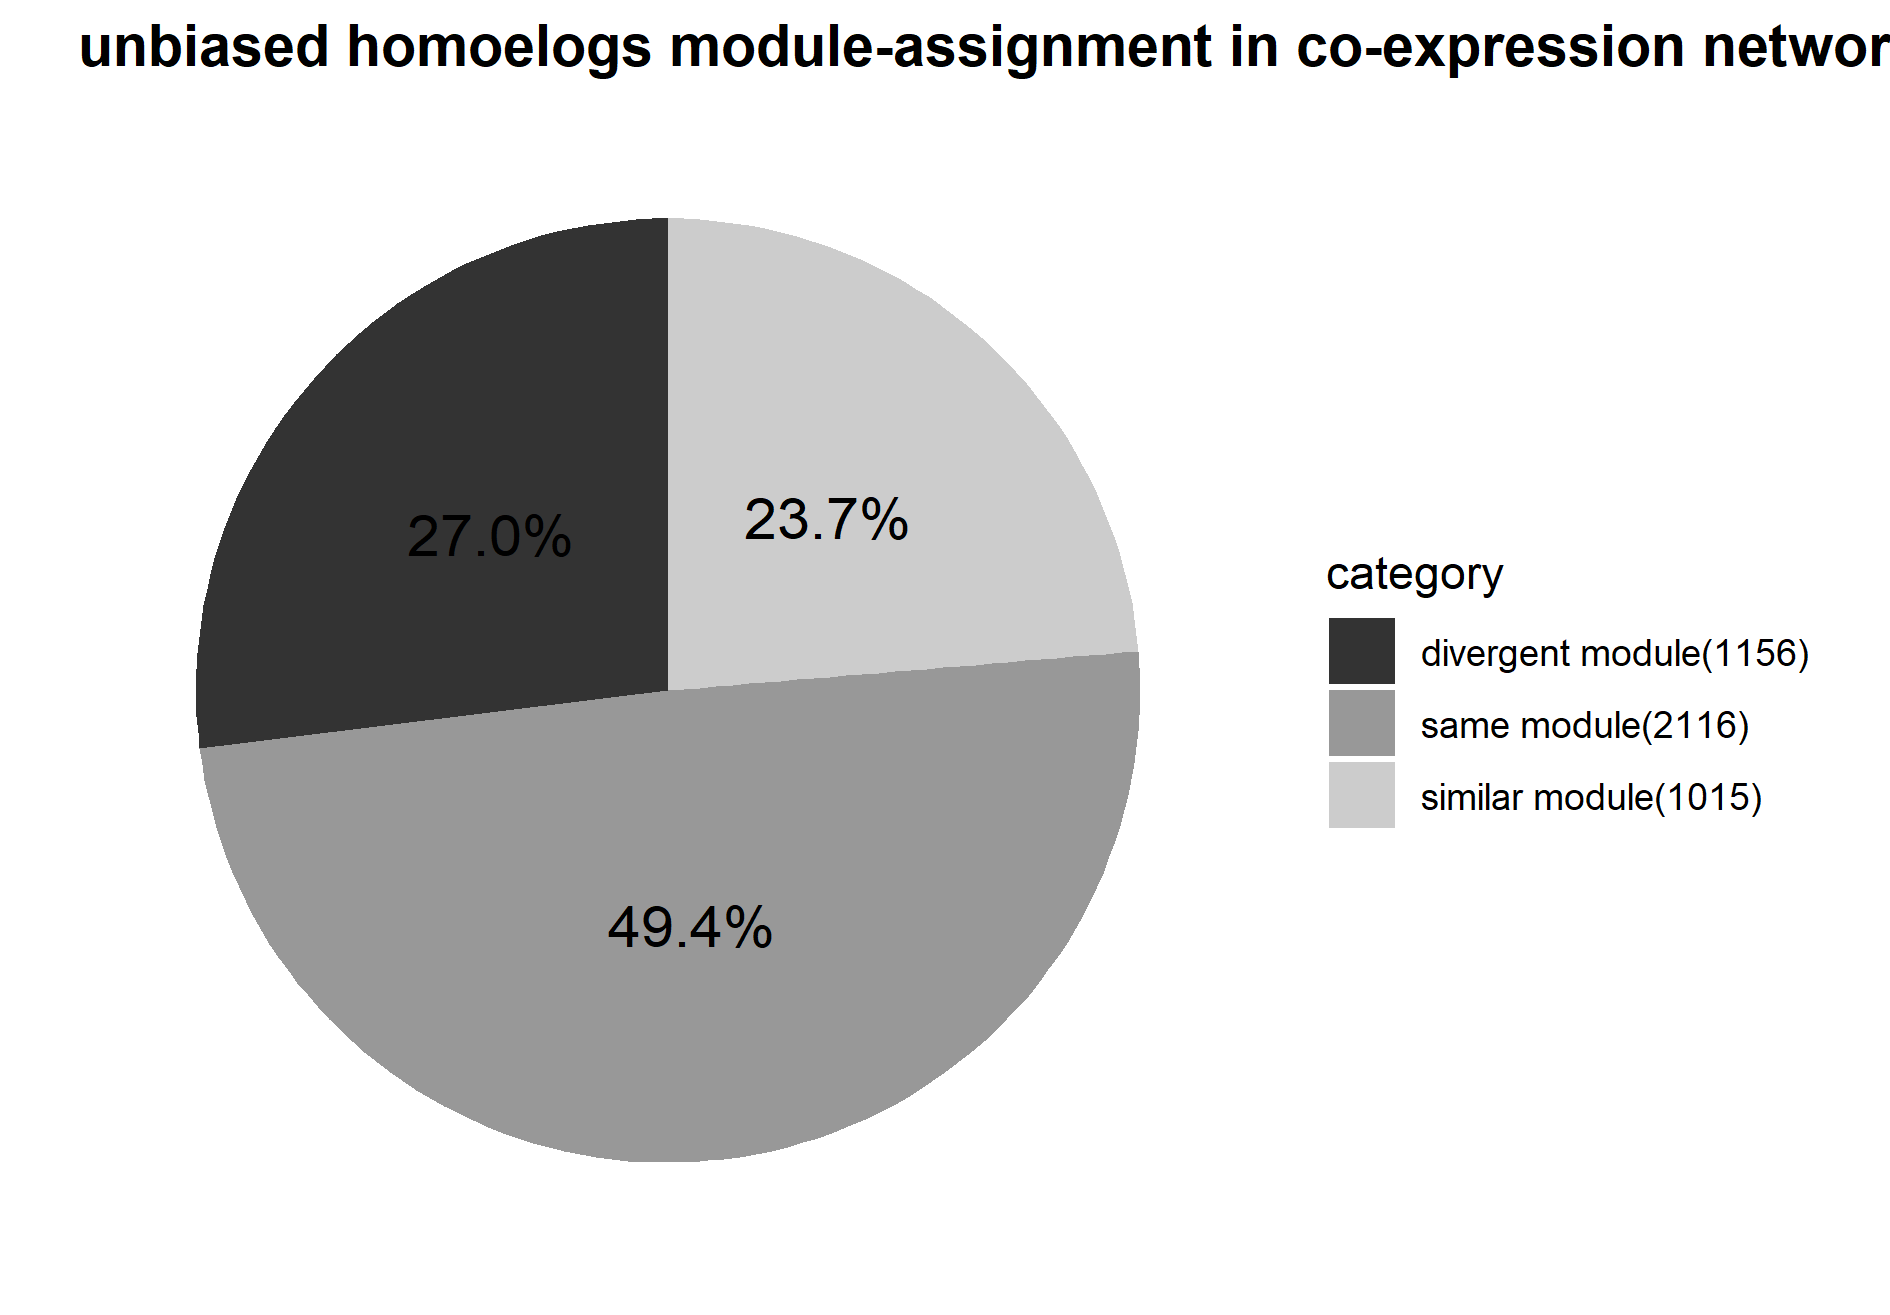 unbiased homoelogs module-assignment in co-expression networ
27.0%
23.7%
49.4%
category
divergent module(1156)
same module(2116)
similar module(1015)